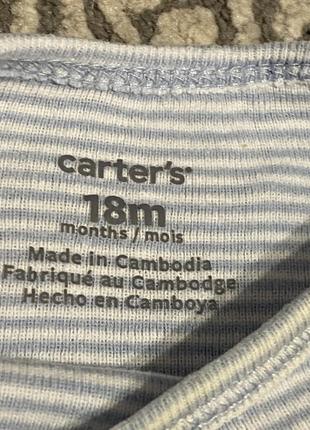 carter's
18m
months / mois
Made in Cambodia
Fabriqué au Cambodge
Hecho en Camboya